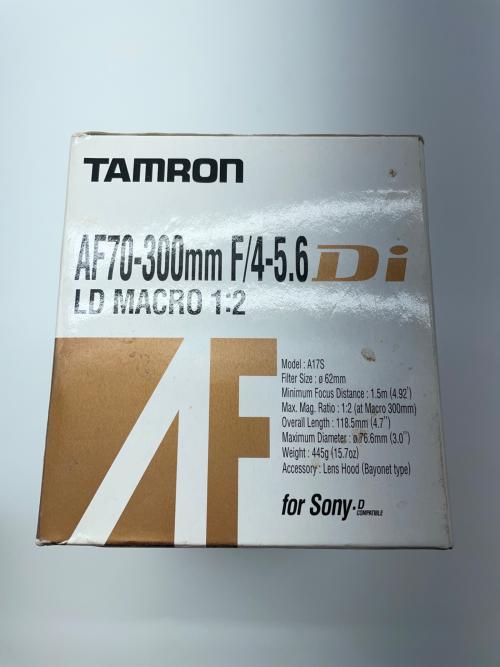 TAMRON
AF70-300mm F/4-5.6 Di
LD MACRO 1:2
AF
Model : A17S
Filter Size : ø 62mm
Minimum Focus Distance : 1.5m (4.92')
Max. Mag. Ratio : 1:2 (at Macro 300mm)
Overall Length : 118.5mm (4.7")
Maximum Diameter : ø 76.6mm (3.0")
Weight : 445g (15.7oz)
Accessory : Lens Hood (Bayonet type)
for Sony · D COMPATIBLE